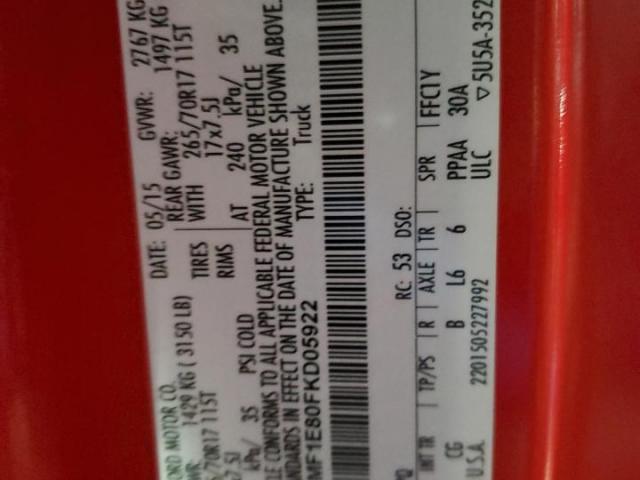 ORD MOTOR CO. DATE: 05/15 GVWR: 2767 KG
WR: 1429 KG ( 3150 LB) REAR GAWR: 1497 KG
/70R17 115T TIRES WITH 265/70R17 115T
7.5J RIMS 17x7.5J
kPa/ 35 PSI COLD AT 240 kPa/ 35
LE CONFORMS TO ALL APPLICABLE FEDERAL MOTOR VEHICLE
NDARDS IN EFFECT ON THE DATE OF MANUFACTURE SHOWN ABOVE.
MF1E80FKD05922 TYPE: Truck
RC: 53 DSO:
INT TR TP/PS R AXLE TR SPR
CG B L6 6 PPAA FFC1Y
U.S.A. 2201505227992 ULC 30A
▽5U5A-352